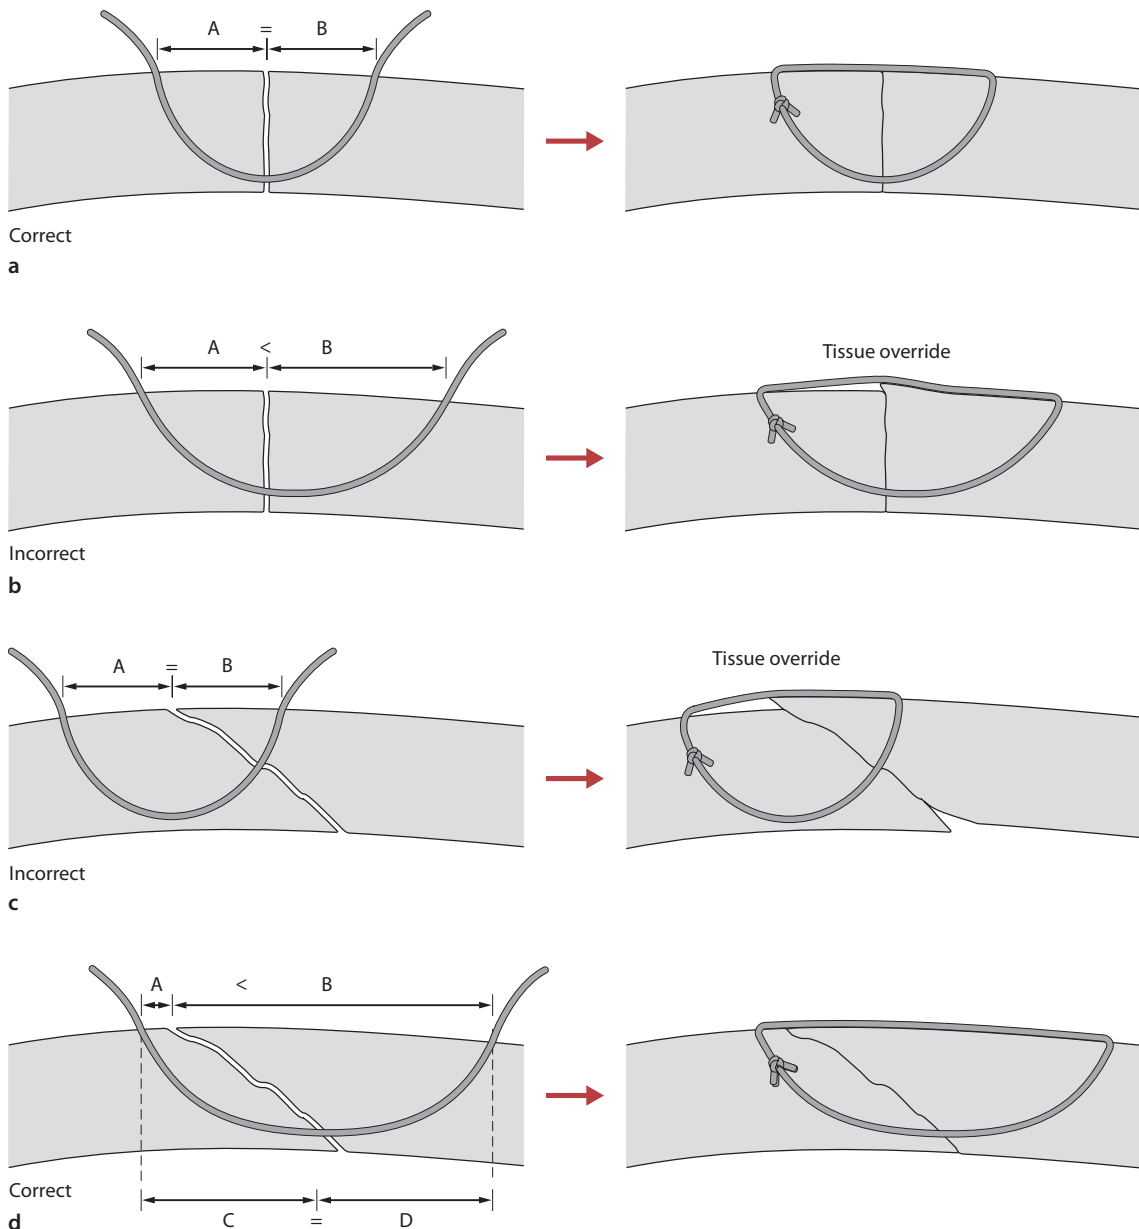 A = B
Correct
a
A < B
Tissue override
Incorrect
b
A = B
Tissue override
Incorrect
c
A < B
Correct
C = D
d